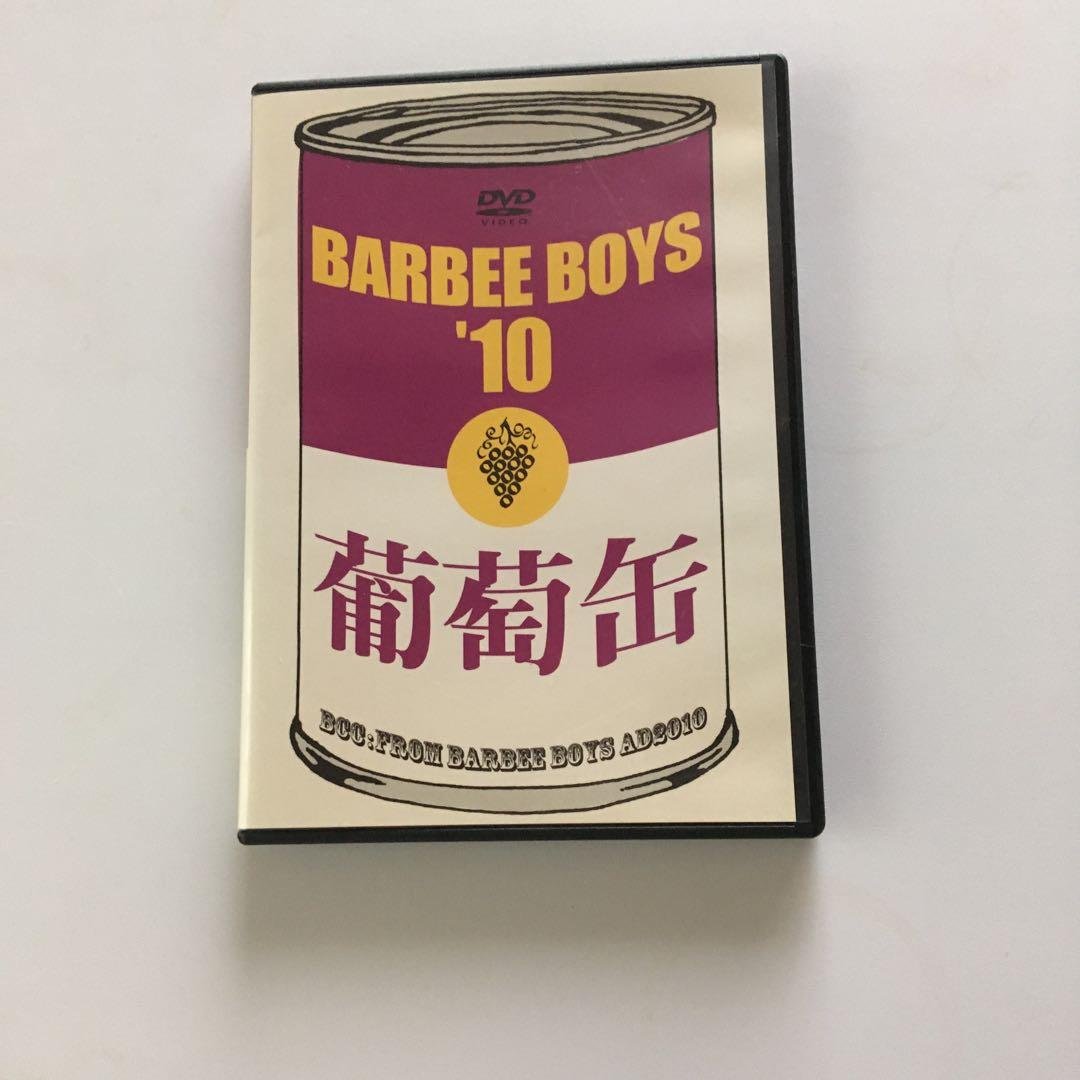 DVD
VIDEO
BARBEE BOYS
'10
葡萄缶
BCC:FROM BARBEE BOYS AD2010